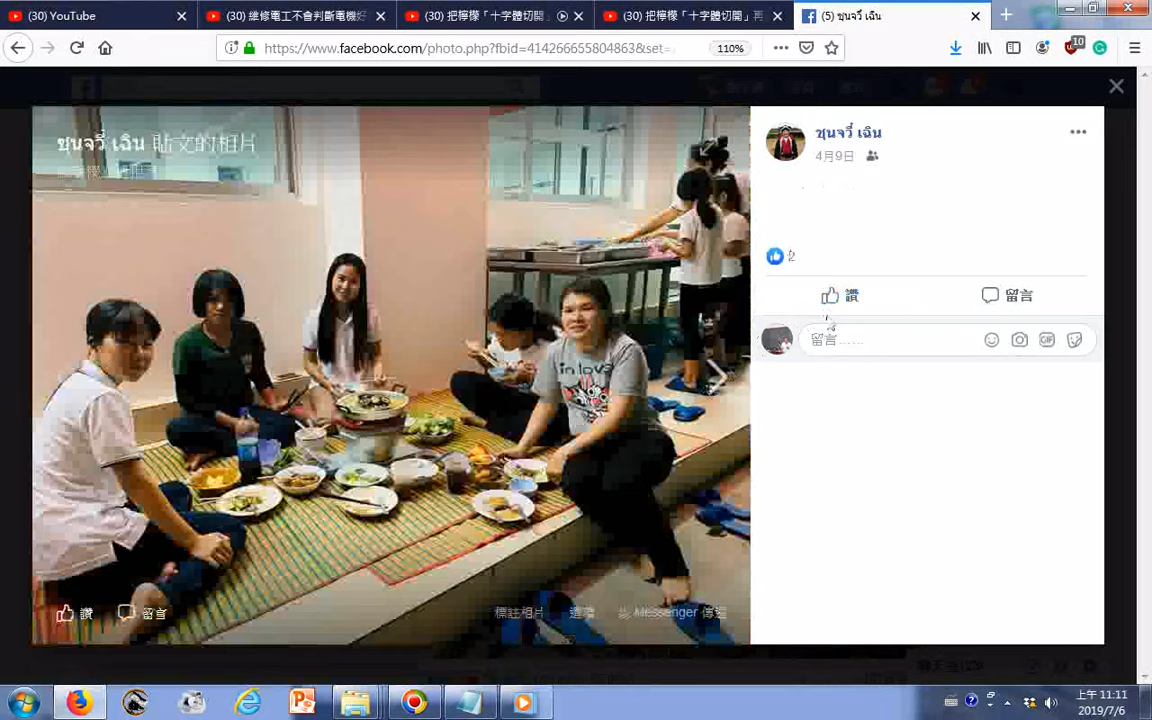 (30) YouTube
(30) 維修電工不會判斷電機好
(30) 把檸檬「十字體切開」
(30) 把檸檬「十字體切開」再
(5) ชุนจวี๋ เฉิน
https://www.facebook.com/photo.php?fbid=414266655804863&set=
110%
10
ชุนจวี๋ เฉิน 貼文的相片
ชุนจวี๋ เฉิน
4月9日
2
讚
留言
留言……
GIF
in love
讚
留言
標註相片
選項
以 Messenger 傳送
上午 11:11
2019/7/6